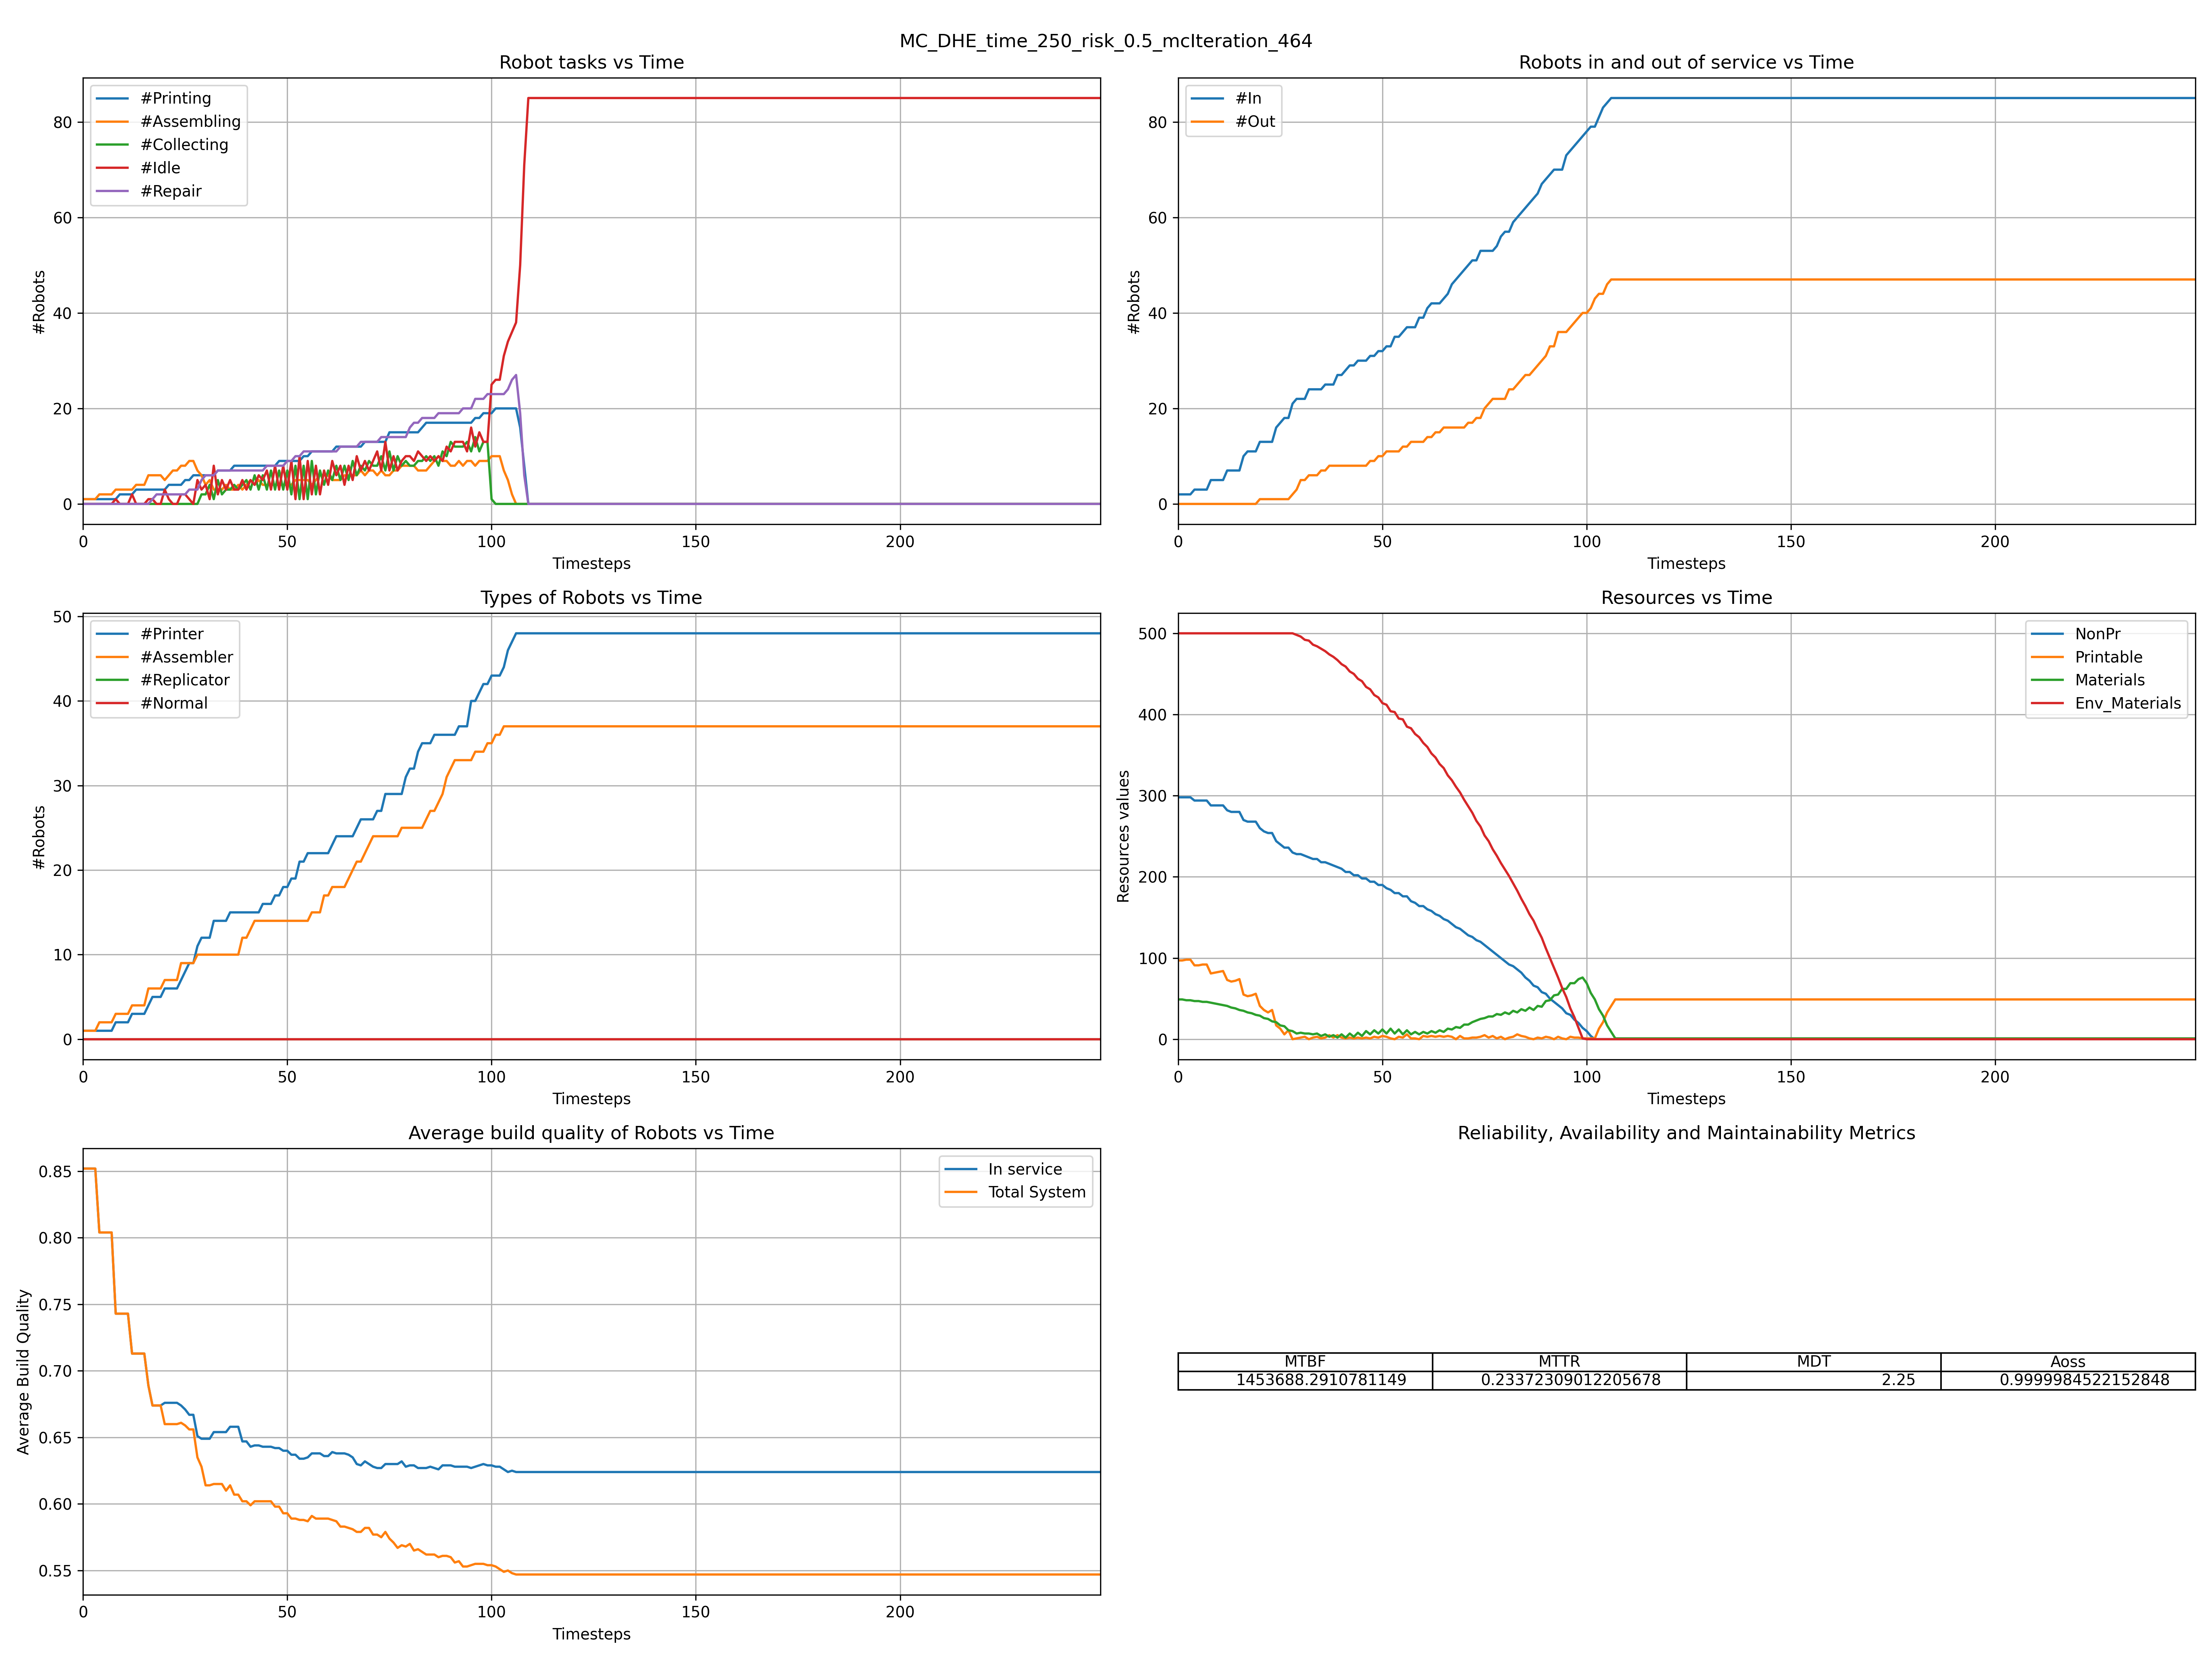 MC_DHE_time_250_risk_0.5_mcIteration_464
Robot tasks vs Time
#Printing
#Assembling
#Collecting
#Idle
#Repair
#Robots
80
60
40
20
0
0 50 100 150 200
Timesteps
Robots in and out of service vs Time
#In
#Out
#Robots
80
60
40
20
0
0 50 100 150 200
Timesteps
Types of Robots vs Time
#Printer
#Assembler
#Replicator
#Normal
#Robots
50
40
30
20
10
0
0 50 100 150 200
Timesteps
Resources vs Time
NonPr
Printable
Materials
Env_Materials
Resources values
500
400
300
200
100
0
0 50 100 150 200
Timesteps
Average build quality of Robots vs Time
In service
Total System
Average Build Quality
0.85
0.80
0.75
0.70
0.65
0.60
0.55
0 50 100 150 200
Timesteps
Reliability, Availability and Maintainability Metrics
MTBF MTTR MDT Aoss
1453688.2910781149 0.23372309012205678 2.25 0.9999984522152848